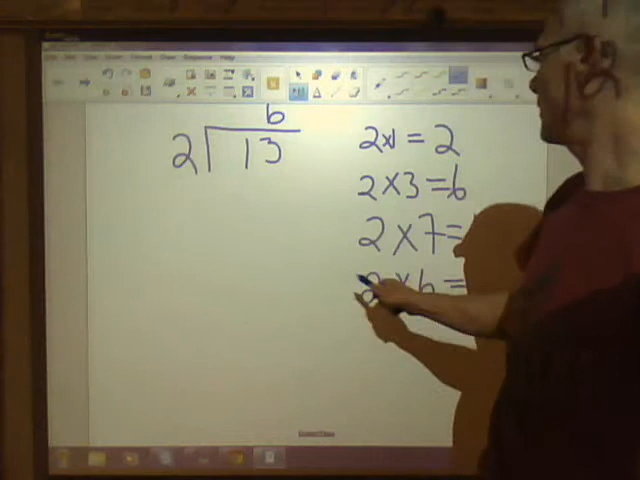 6
2 ) 13
2x1 = 2
2 x 3 = 6
2 x 7 =
2 x 6 =